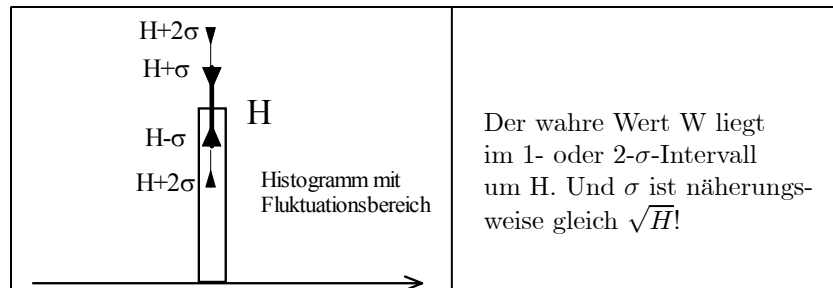 H+2σ
H+σ
H
H-σ
H+2σ
Histogramm mit
Fluktuationsbereich
Der wahre Wert W liegt
im 1- oder 2-σ-Intervall
um H. Und σ ist näherungs-
weise gleich √H!